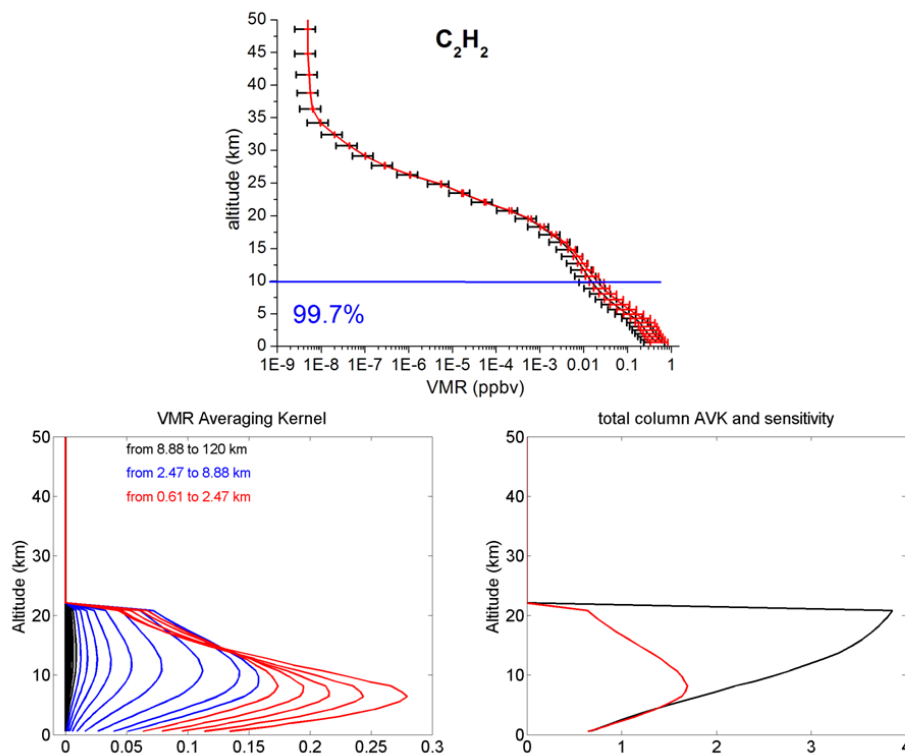 C₂H₂
50
45
40
35
30
25
20
15
10
5
0
altitude (km)
99.7%
1E-9 1E-8 1E-7 1E-6 1E-5 1E-4 1E-3 0.01 0.1 1
VMR (ppbv)
VMR Averaging Kernel
from 8.88 to 120 km
from 2.47 to 8.88 km
from 0.61 to 2.47 km
50
40
30
20
10
0
Altitude (km)
0 0.05 0.1 0.15 0.2 0.25 0.3
total column AVK and sensitivity
50
40
30
20
10
0
Altitude (km)
0 1 2 3 4